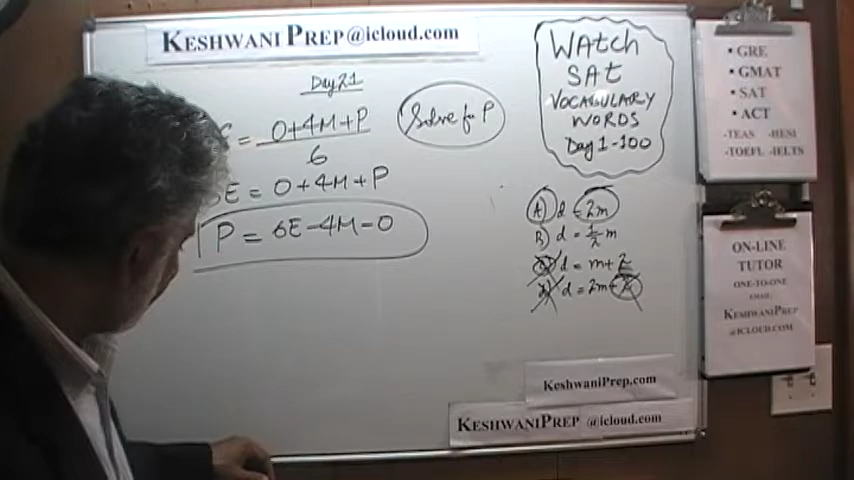 KESHWANI PREP@icloud.com
Day 21
= 0+4M+P
6
Solve for P
E = 0+4M+P
P = 6E-4M-0
WAtch
SAt
VOCABULARY
WORDS
Day 1-100
A) d = 2m
B) d = 1/2 m
d = m+2
d = 2m+2
• GRE
• GMAT
• SAT
• ACT
-TEAS -HESI
-TOEFL -IELTS
ON-LINE
TUTOR
ONE-TO-ONE
EMAIL:
KESHWANIPREP
@ICLOUD.COM
KeshwaniPrep.com
KESHWANIPREP @icloud.com